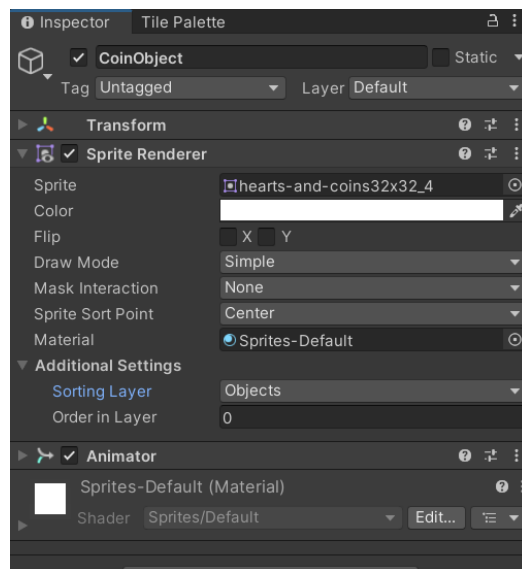 Inspector Tile Palette
CoinObject Static
Tag Untagged Layer Default
Transform
Sprite Renderer
Sprite hearts-and-coins32x32_4
Color
Flip X Y
Draw Mode Simple
Mask Interaction None
Sprite Sort Point Center
Material Sprites-Default
Additional Settings
Sorting Layer Objects
Order in Layer 0
Animator
Sprites-Default (Material)
Shader Sprites/Default Edit...